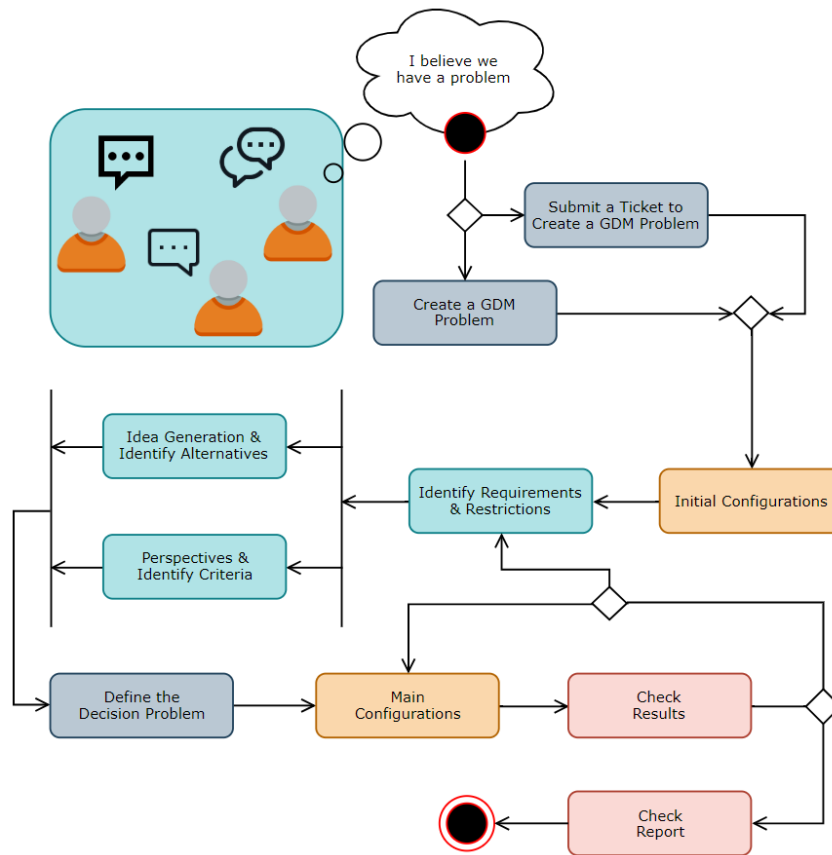 I believe we
have a problem
Submit a Ticket to
Create a GDM Problem
Create a GDM
Problem
Idea Generation &
Identify Alternatives
Identify Requirements
& Restrictions
Initial Configurations
Perspectives &
Identify Criteria
Define the
Decision Problem
Main
Configurations
Check
Results
Check
Report